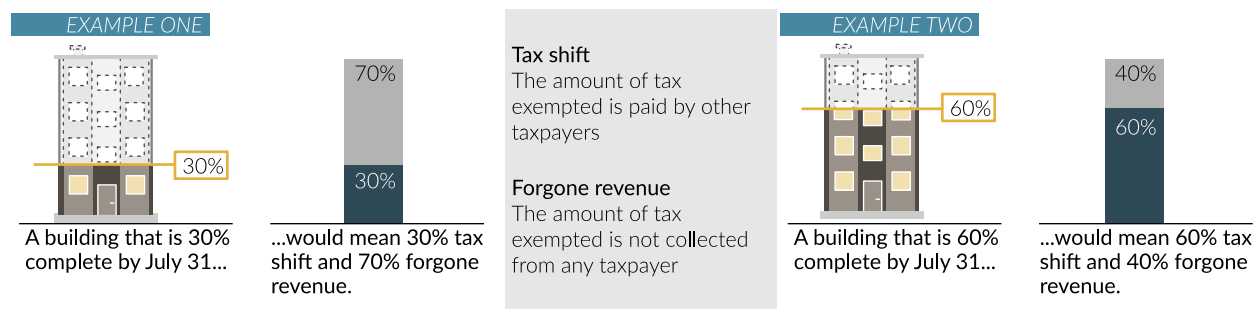 EXAMPLE ONE
30%
A building that is 30%
complete by July 31...
70%
30%
...would mean 30% tax
shift and 70% forgone
revenue.
Tax shift
The amount of tax
exempted is paid by other
taxpayers
Forgone revenue
The amount of tax
exempted is not collected
from any taxpayer
EXAMPLE TWO
60%
A building that is 60%
complete by July 31...
40%
60%
...would mean 60% tax
shift and 40% forgone
revenue.